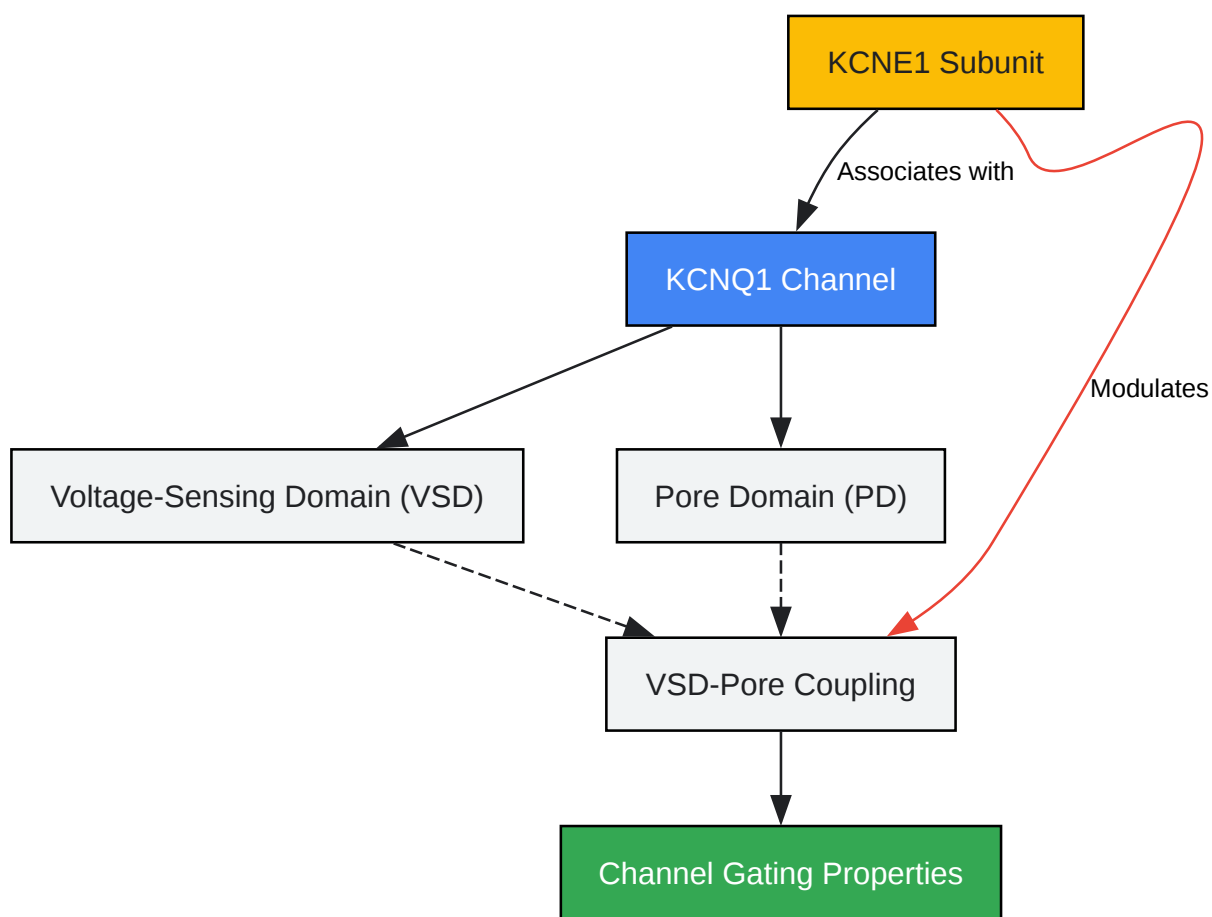 KCNE1 Subunit
Associates with
KCNQ1 Channel
Modulates
Voltage-Sensing Domain (VSD)
Pore Domain (PD)
VSD-Pore Coupling
Channel Gating Properties